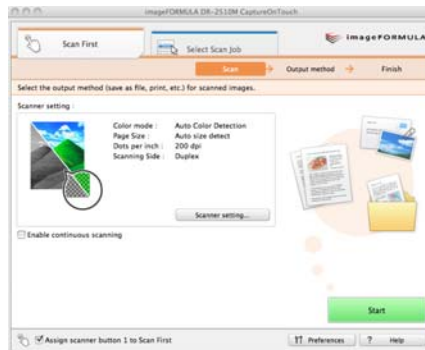 imageFORMULA DR-2510M CaptureOnTouch
Scan First
Select Scan Job
imageFORMULA
Scan
Output method
Finish
Select the output method (save as file, print, etc.) for scanned images.
Scanner setting :
Color mode : Auto Color Detection
Page Size : Auto size detect
Dots per inch : 200 dpi
Scanning Side : Duplex
Scanner setting...
Enable continuous scanning
Start
Assign scanner button 1 to Scan First
Preferences
? Help